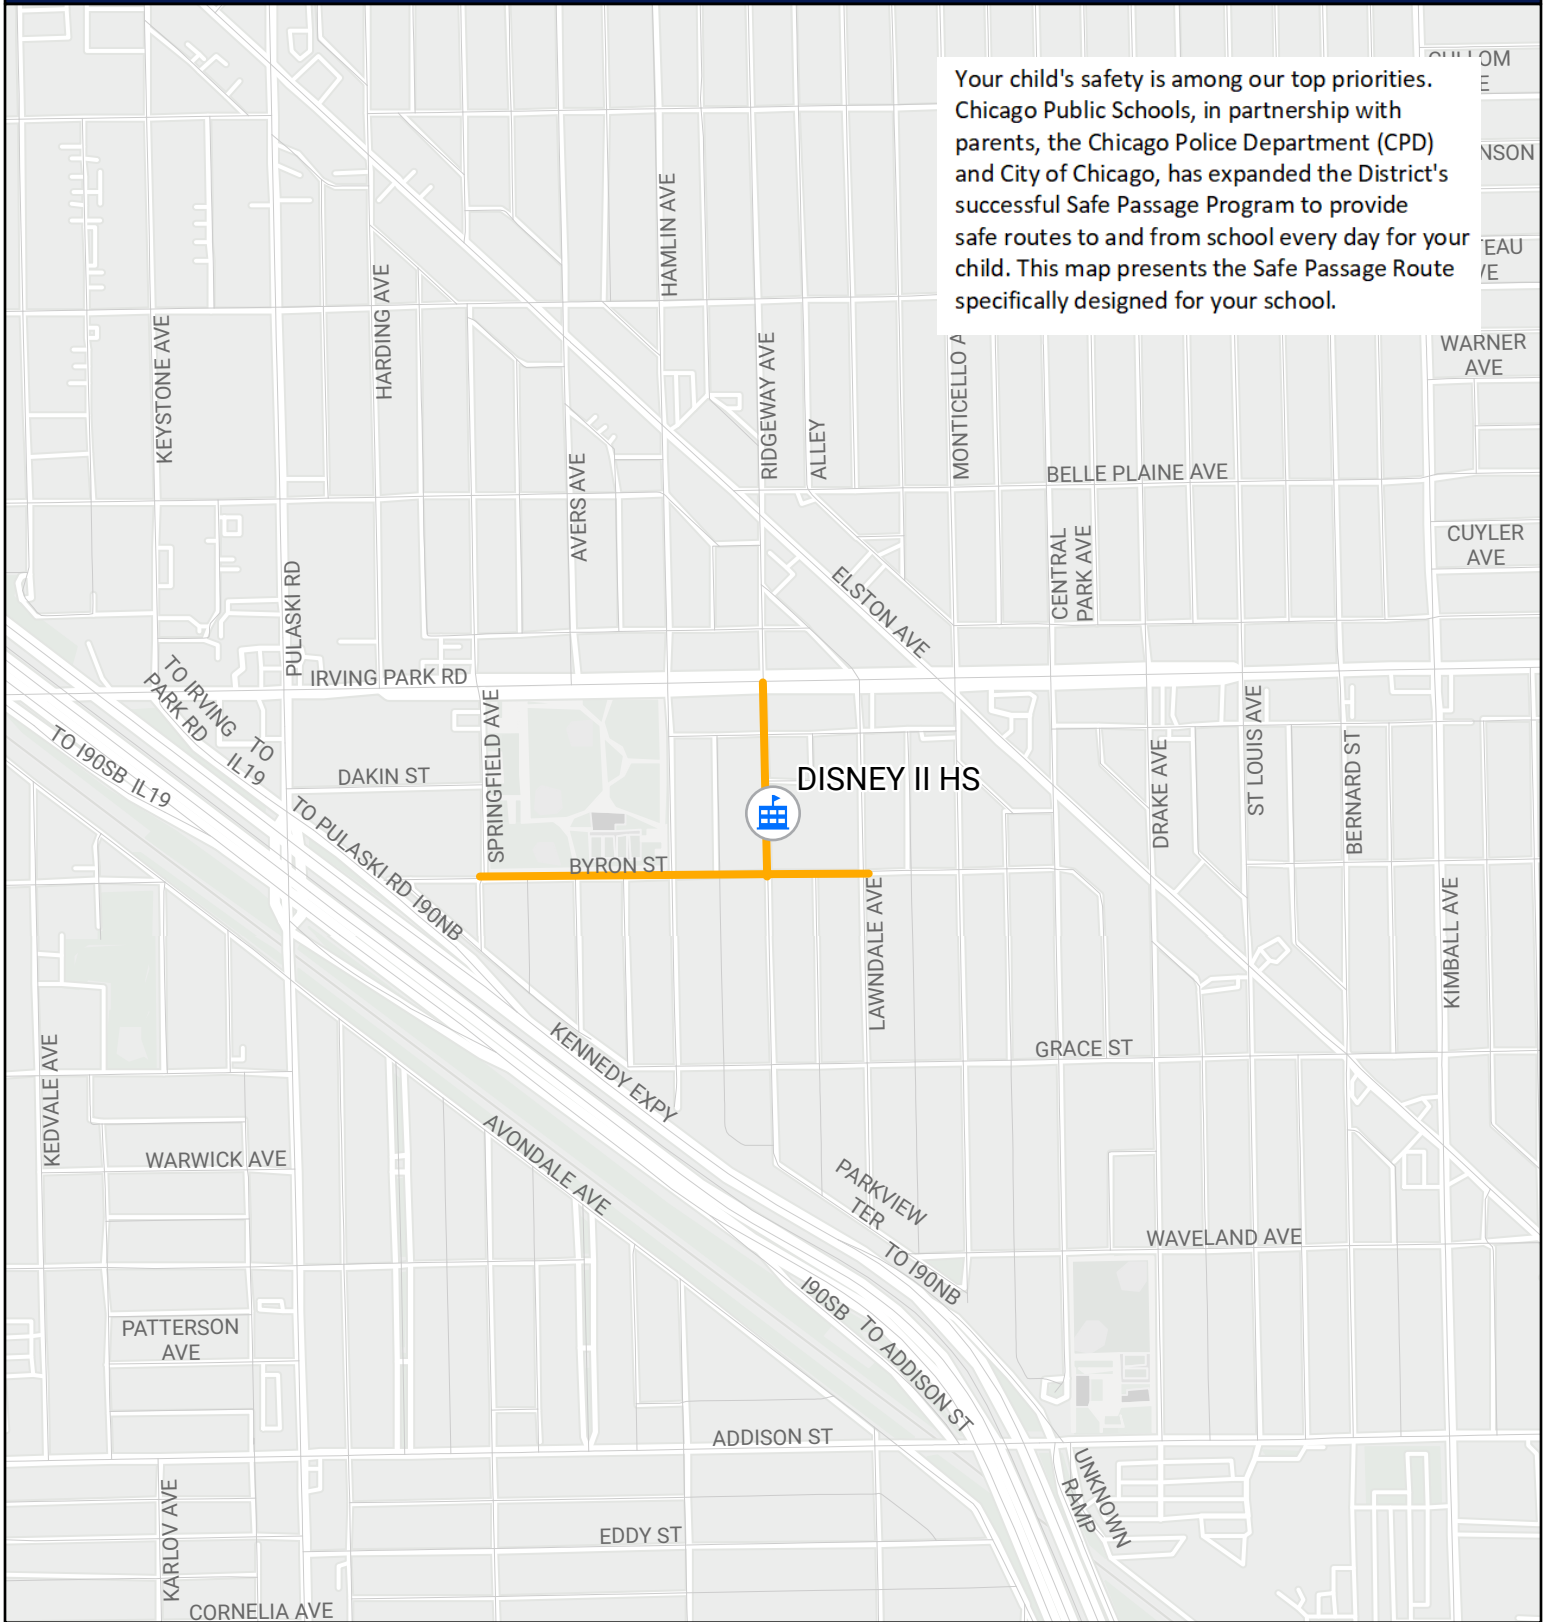 Your child's safety is among our top priorities.
Chicago Public Schools, in partnership with
parents, the Chicago Police Department (CPD)
and City of Chicago, has expanded the District's
successful Safe Passage Program to provide
safe routes to and from school every day for your
child. This map presents the Safe Passage Route
specifically designed for your school.
HAMLIN AVE
HARDING AVE
KEYSTONE AVE
RIDGEWAY AVE
ALLEY
WARNER
AVE
BELLE PLAINE AVE
AVERS AVE
CUYLER
AVE
CENTRAL
PARK AVE
PULASKI RD
ELSTON AVE
IRVING PARK RD
TO IRVING
PARK RD
TO
IL19
TO I90SB IL19
SPRINGFIELD AVE
DAKIN ST
DISNEY II HS
DRAKE AVE
ST LOUIS AVE
BERNARD ST
TO PULASKI RD I90NB
BYRON ST
LAWNDALE AVE
KIMBALL AVE
GRACE ST
KENNEDY EXPY
KEDVALE AVE
AVONDALE AVE
WARWICK AVE
PARKVIEW
TER
TO I90NB
WAVELAND AVE
I90SB
TO ADDISON ST
PATTERSON
AVE
ADDISON ST
UNKNOWN
RAMP
KARLOV AVE
EDDY ST
CORNELIA AVE